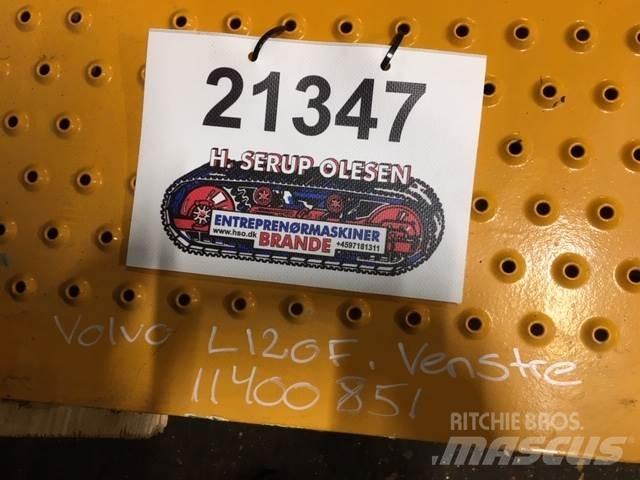 21347
H. SERUP OLESEN
ENTREPRENØRMASKINER
www.hso.dk BRANDE +4597181311
Volvo L120F. Venstre
11400851
RITCHIE BROS.
MASCUS